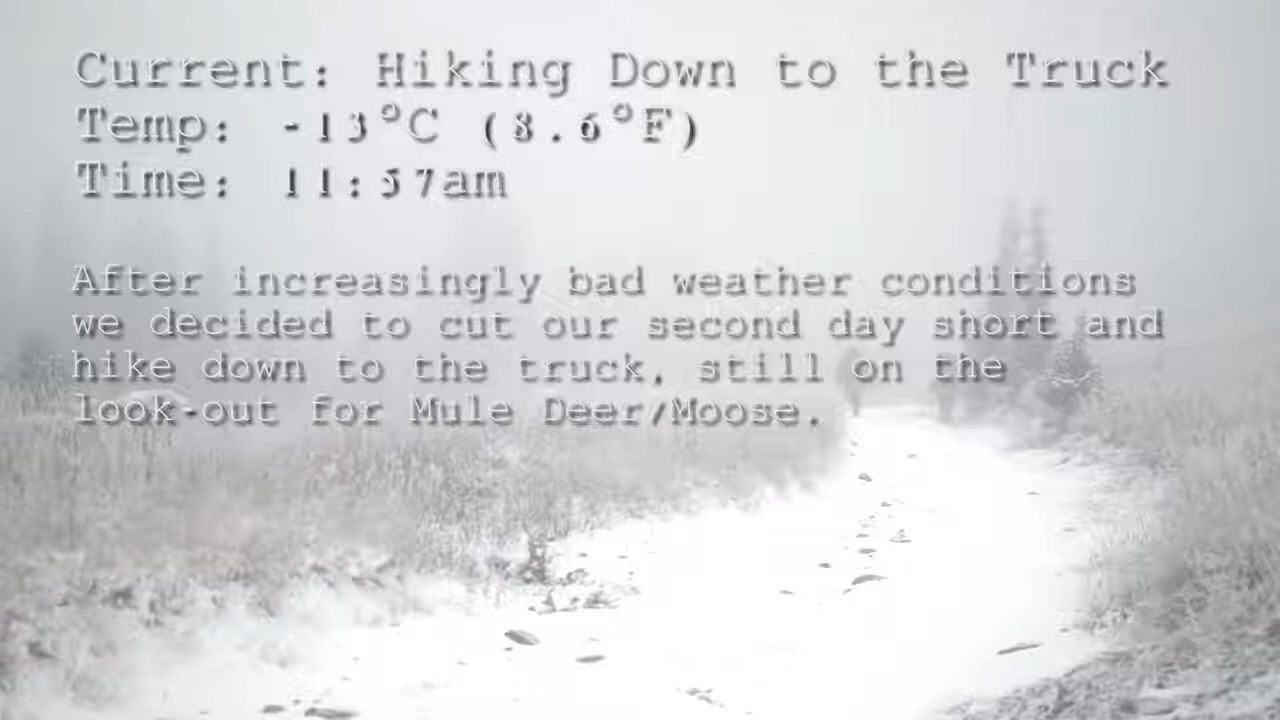 Current: Hiking Down to the Truck
Temp: -13°C (8.6°F)
Time: 11:57am
After increasingly bad weather conditions
we decided to cut our second day short and
hike down to the truck, still on the
look-out for Mule Deer/Moose.